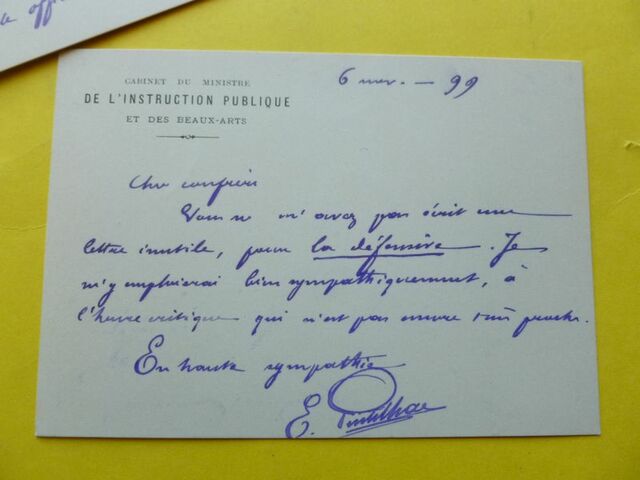 a offi
CABINET DU MINISTRE
DE L'INSTRUCTION PUBLIQUE
ET DES BEAUX-ARTS
6 nov. — 99
Cher confrère
Vous ne m'avez pas écrit une
lettre inutile, pour la défensive. Je
m'y emploierai bien sympathiquement, à
l'heure critique qui n'est pas encore très proche.
En haute sympathie
E.